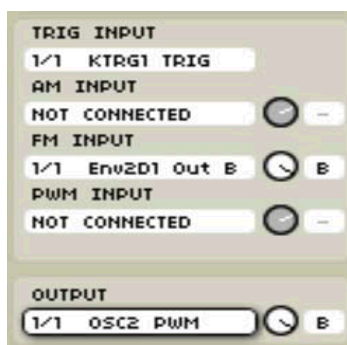 TRIG INPUT
1/1 KTRG1 TRIG
AM INPUT
NOT CONNECTED –
FM INPUT
1/1 Env2D1 Out B B
PWM INPUT
NOT CONNECTED –
OUTPUT
1/1 OSC2 PWM B